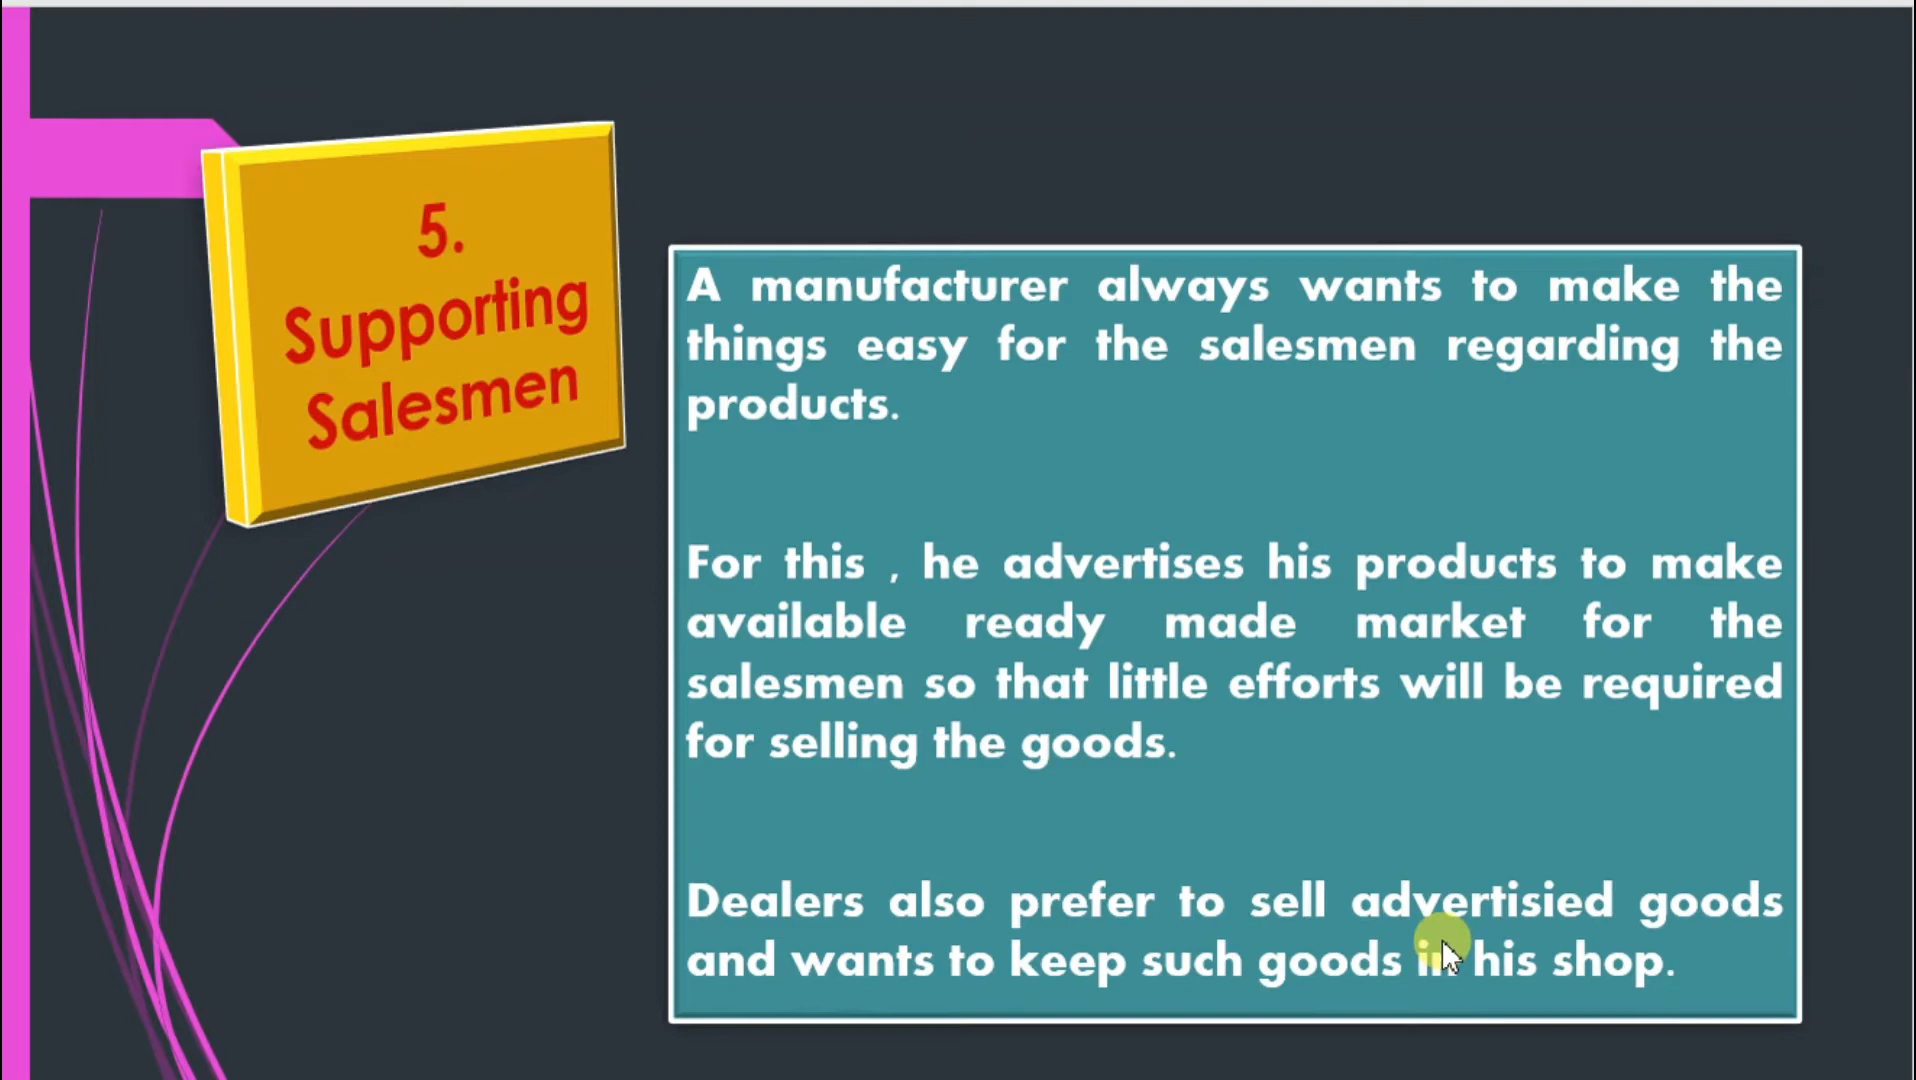 5.
Supporting
Salesmen
A manufacturer always wants to make the
things easy for the salesmen regarding the
products.
For this , he advertises his products to make
available ready made market for the
salesmen so that little efforts will be required
for selling the goods.
Dealers also prefer to sell advertisied goods
and wants to keep such goods in his shop.